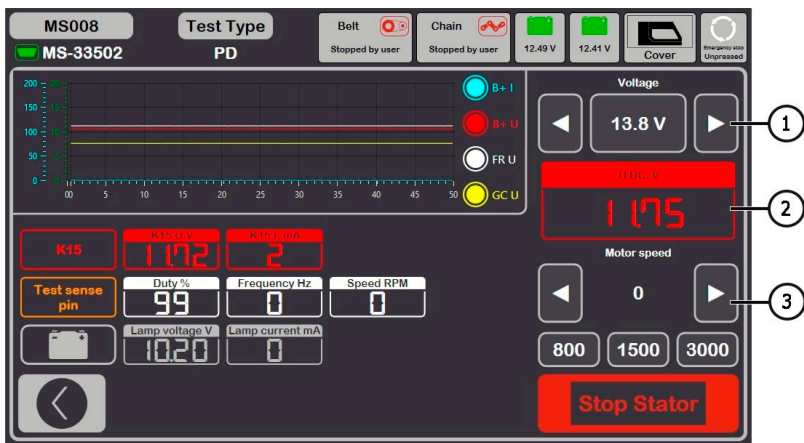 MS008
Test Type
Belt
Chain
Stopped by user
Stopped by user
12.49 V
12.41 V
Cover
Emergency stop
Unpressed
MS-33502
PD
200
150
100
50
0
00 5 10 15 20 25 30 35 40 45 50
B+ I
B+ U
FR U
GC U
Voltage
13.8 V
1
U DC, V
11.75
2
Motor speed
0
3
800 1500 3000
Stop Stator
K15
K15 U V
11.72
K15 I, mA
2
Test sense
pin
Duty %
99
Frequency Hz
0
Speed RPM
0
Lamp voltage V
10.20
Lamp current mA
0